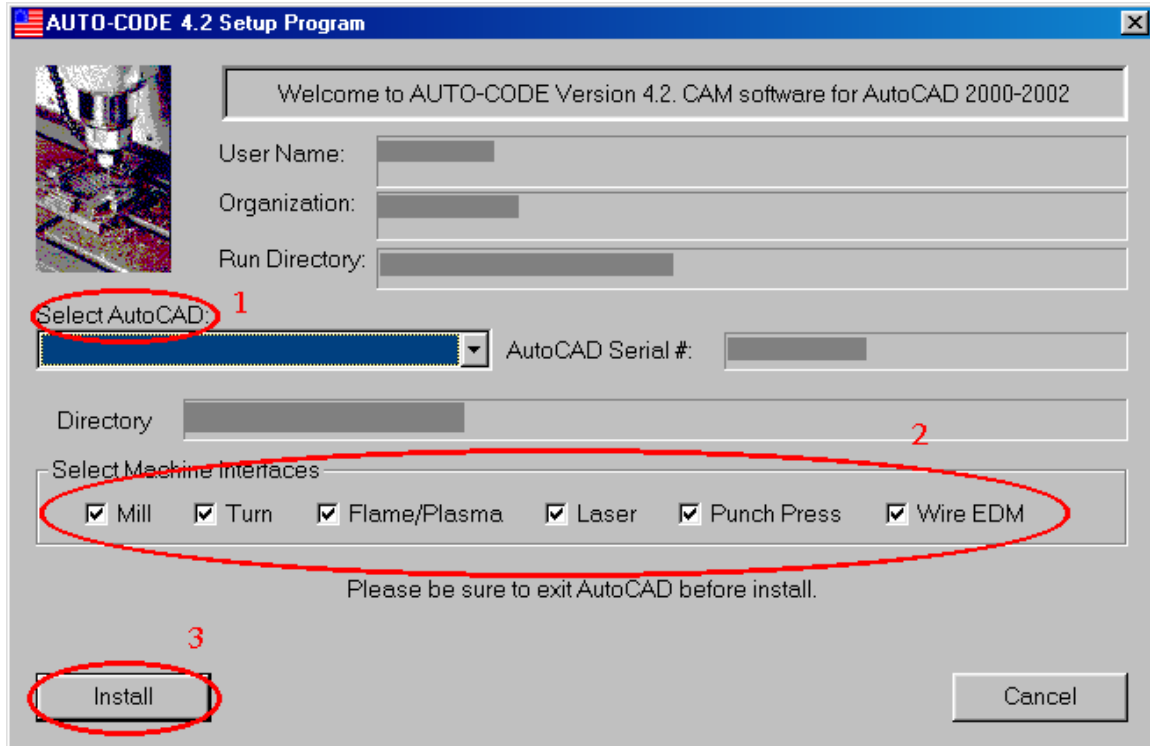 AUTO-CODE 4.2 Setup Program
Welcome to AUTO-CODE Version 4.2. CAM software for AutoCAD 2000-2002
User Name:
Organization:
Run Directory:
Select AutoCAD: 1
AutoCAD Serial #:
Directory
2
Select Machine Interfaces
Mill Turn Flame/Plasma Laser Punch Press Wire EDM
Please be sure to exit AutoCAD before install.
3
Install Cancel